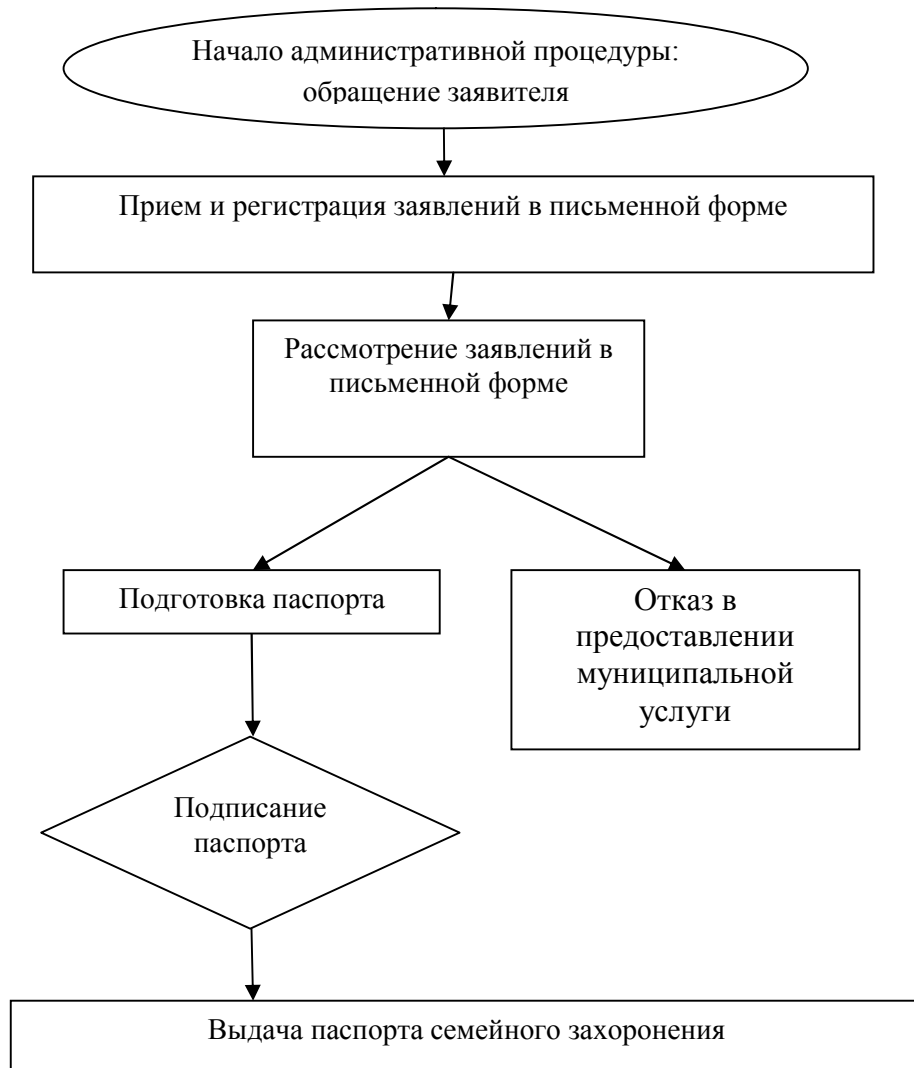 Начало административной процедуры:
обращение заявителя
Прием и регистрация заявлений в письменной форме
Рассмотрение заявлений в
письменной форме
Подготовка паспорта
Отказ в
предоставлении
муниципальной
услуги
Подписание
паспорта
Выдача паспорта семейного захоронения